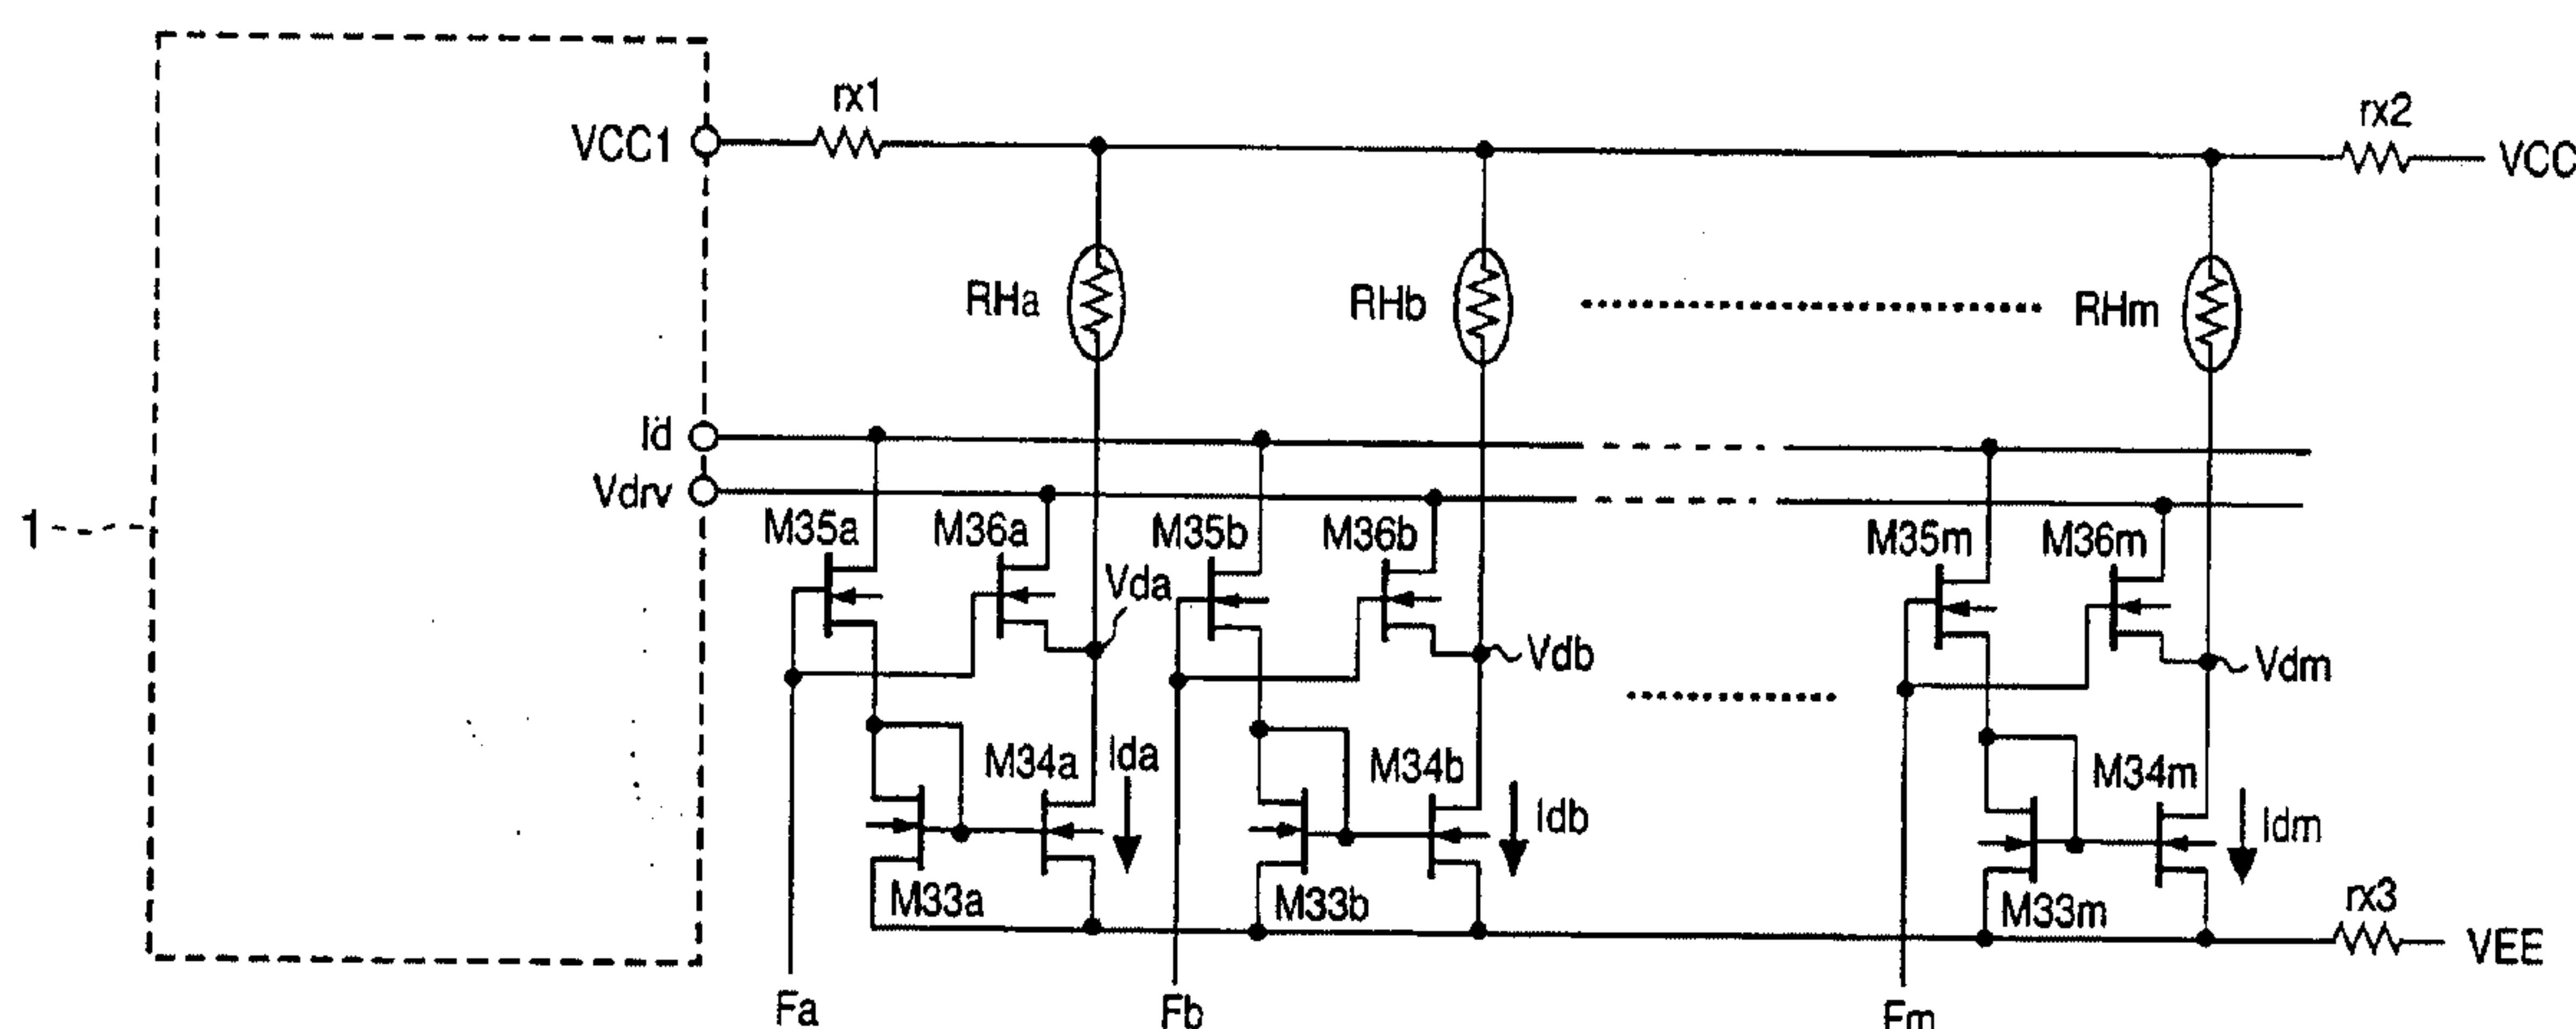 rx1
rx2
VCC1
VCC
RHa
RHb
RHm
Id
Vdrv
1
M35a
M36a
M35b
M36b
M35m
M36m
Vda
Vdb
Vdm
M34a
Ida
M34b
Idb
M34m
Idm
M33a
M33b
M33m
rx3
VEE
Fa
Fb
Fm